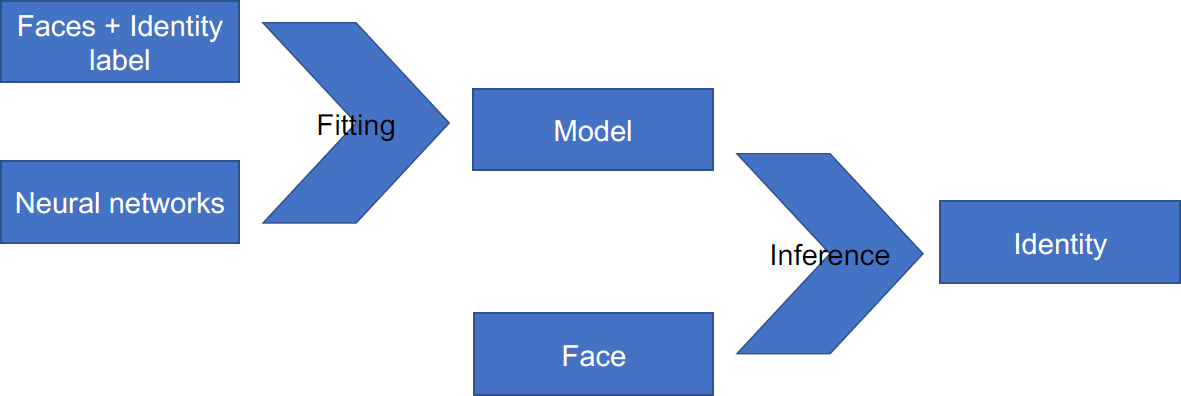 Faces + Identity
label
Fitting
Neural networks
Model
Inference
Face
Identity